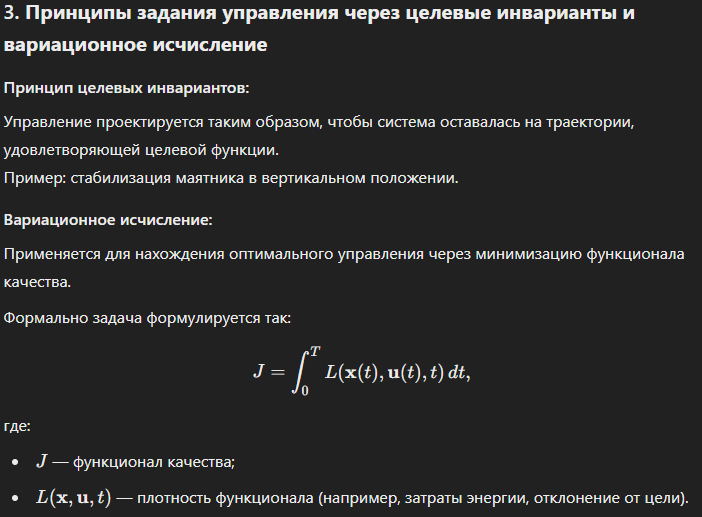 3. Принципы задания управления через целевые инварианты и
вариационное исчисление
Принцип целевых инвариантов:
Управление проектируется таким образом, чтобы система оставалась на траектории,
удовлетворяющей целевой функции.
Пример: стабилизация маятника в вертикальном положении.
Вариационное исчисление:
Применяется для нахождения оптимального управления через минимизацию функционала
качества.
Формально задача формулируется так:
J = ∫₀ᵀ L(x(t), u(t), t) dt,
где:
• J — функционал качества;
• L(x, u, t) — плотность функционала (например, затраты энергии, отклонение от цели).